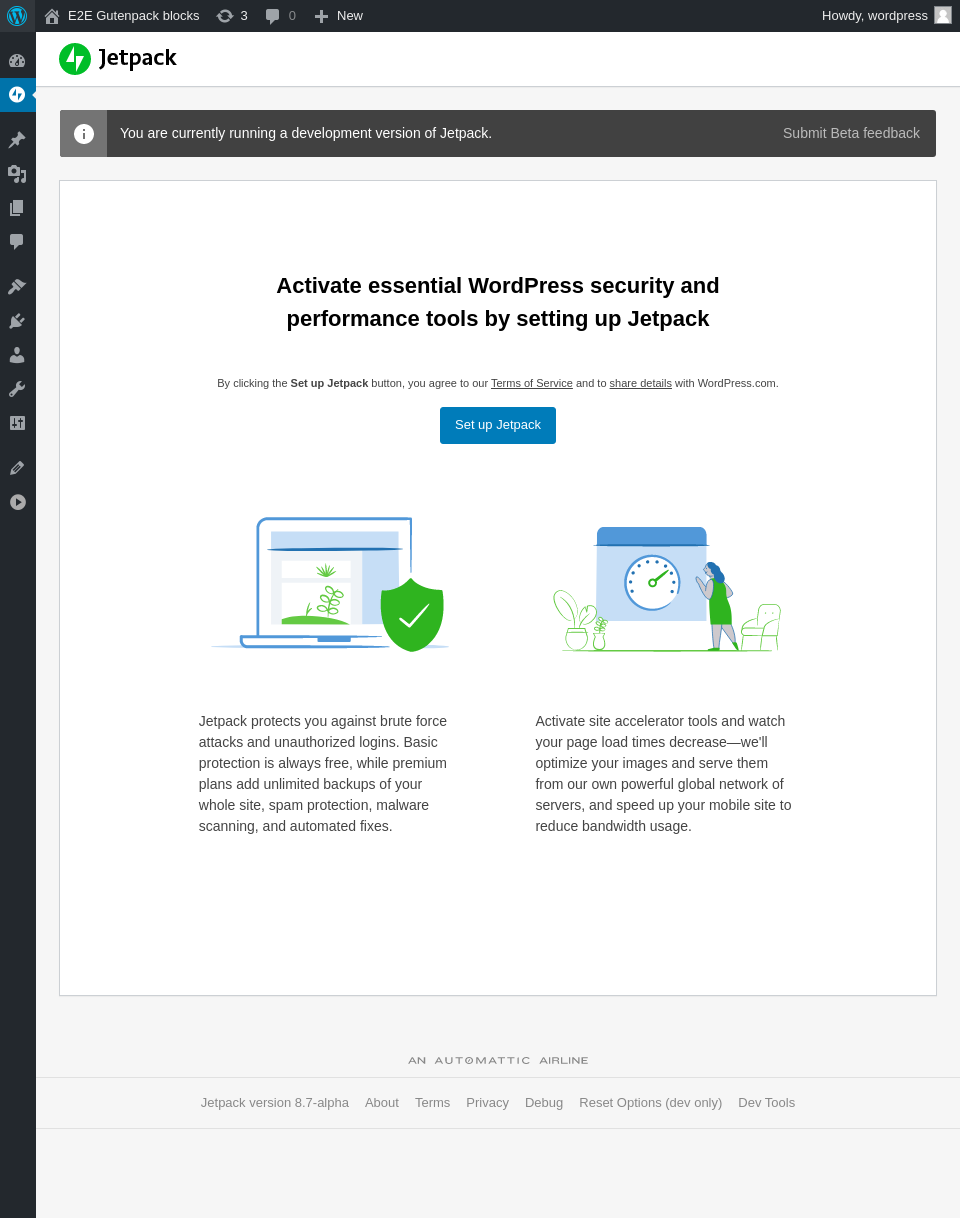 E2E Gutenpack blocks 3 0 New Howdy, wordpress
Jetpack
You are currently running a development version of Jetpack. Submit Beta feedback
Activate essential WordPress security and
performance tools by setting up Jetpack
By clicking the Set up Jetpack button, you agree to our Terms of Service and to share details with WordPress.com.
Set up Jetpack
Jetpack protects you against brute force
attacks and unauthorized logins. Basic
protection is always free, while premium
plans add unlimited backups of your
whole site, spam protection, malware
scanning, and automated fixes.
Activate site accelerator tools and watch
your page load times decrease—we'll
optimize your images and serve them
from our own powerful global network of
servers, and speed up your mobile site to
reduce bandwidth usage.
AN AUTOMATTIC AIRLINE
Jetpack version 8.7-alpha About Terms Privacy Debug Reset Options (dev only) Dev Tools